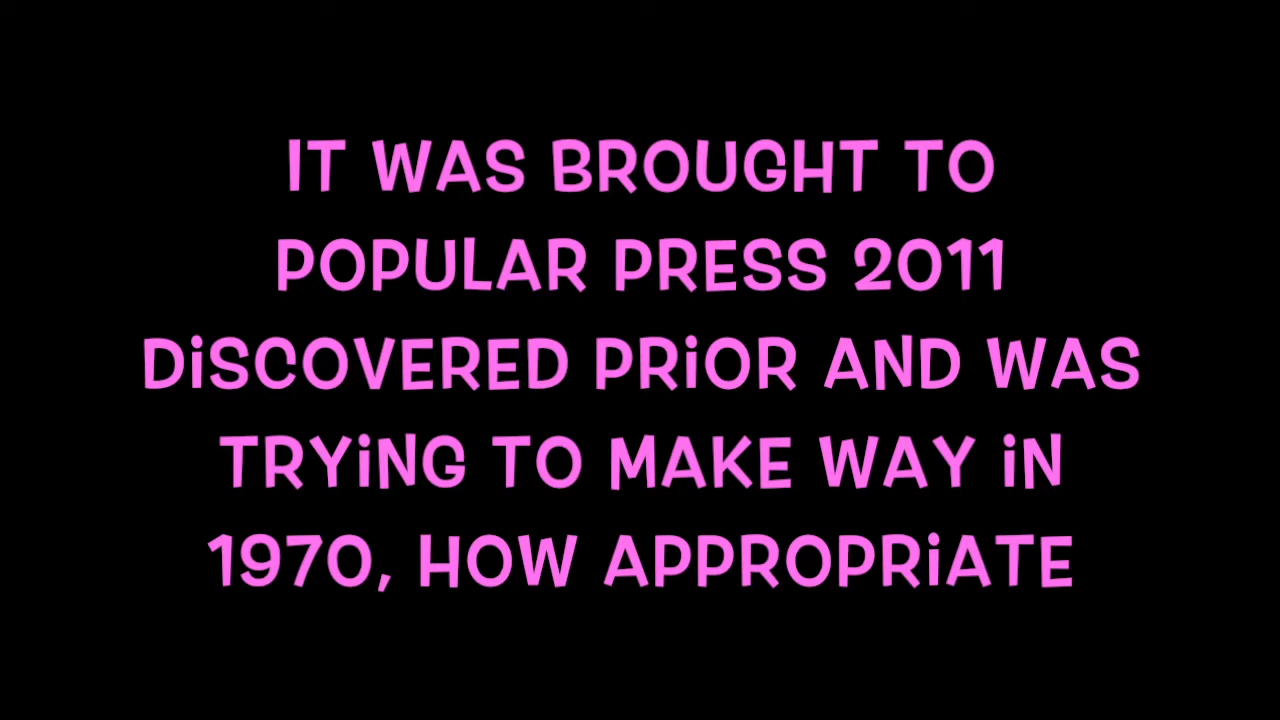 IT WAS BROUGHT TO
POPULAR PRESS 2011
DiSCOVERED PRiOR AND WAS
TRYiNG TO MAKE WAY iN
1970, HOW APPROPRiATE